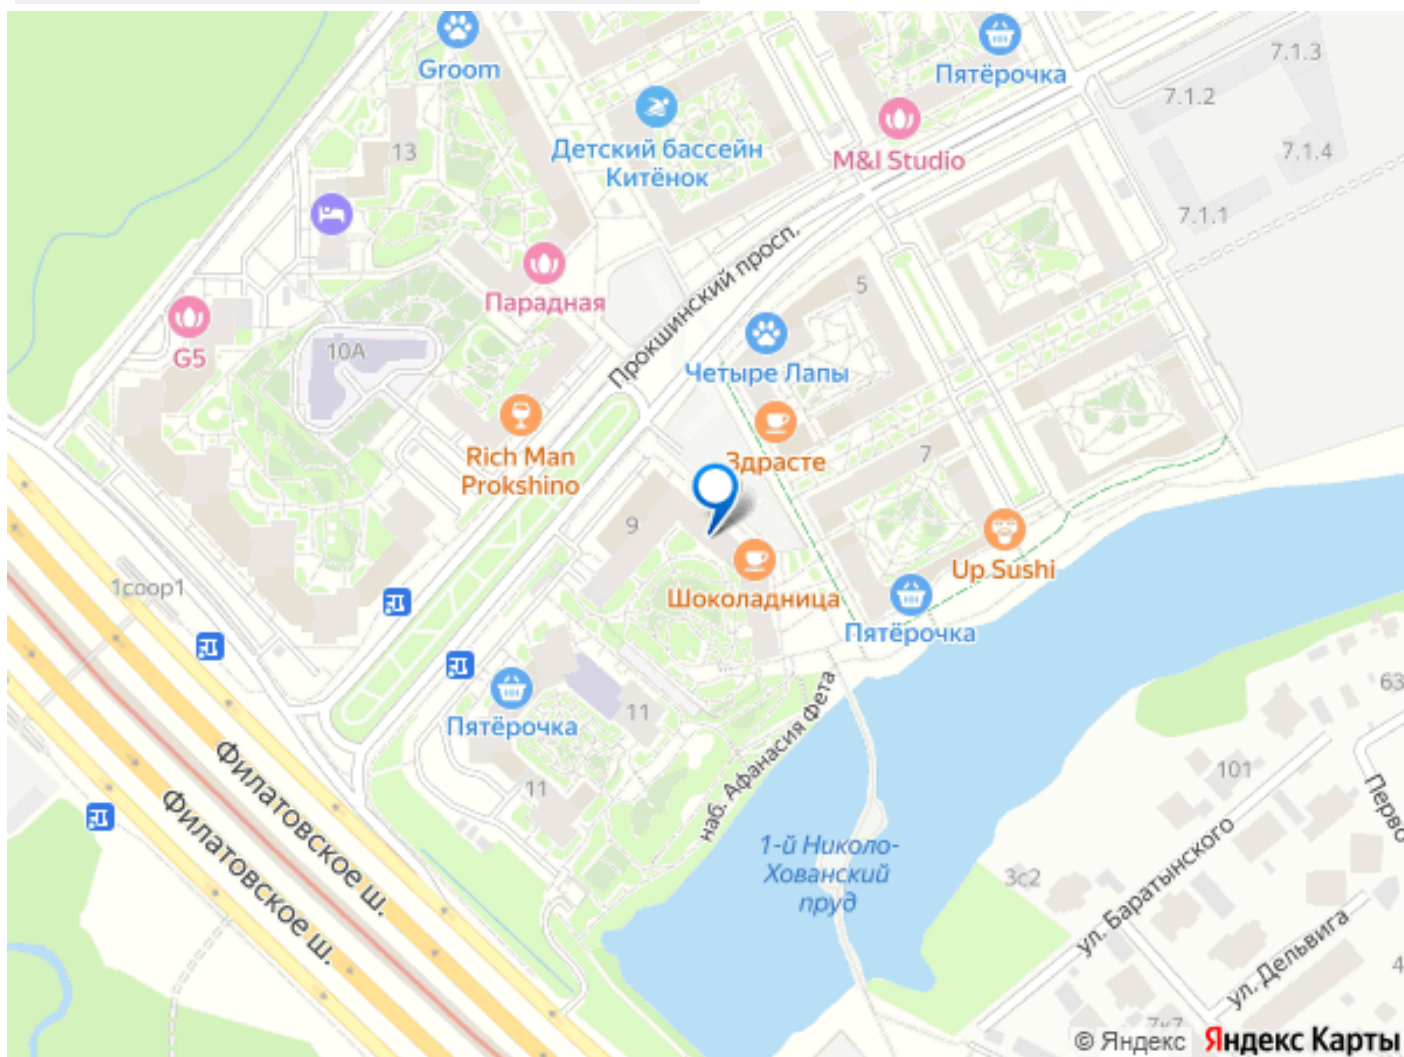 Groom
Пятёрочка
7.1.3
7.1.2
Детский бассейн
Китёнок
13
M&I Studio
7.1.4
7.1.1
Прокшинский просп.
Парадная
5
G5
10А
Четыре Лапы
Rich Man
Prokshino
Здрасте
7
9
Up Sushi
1соор1
Шоколадница
Пятёрочка
Пятёрочка
11
11
наб. Афанасия Фета
63
101
Перво
Филатовское ш.
Филатовское ш.
1-й Николо-
Хованский
пруд
3с2
ул. Баратынского
ул. Дельвига
4
7к7
© Яндекс Яндекс Карты